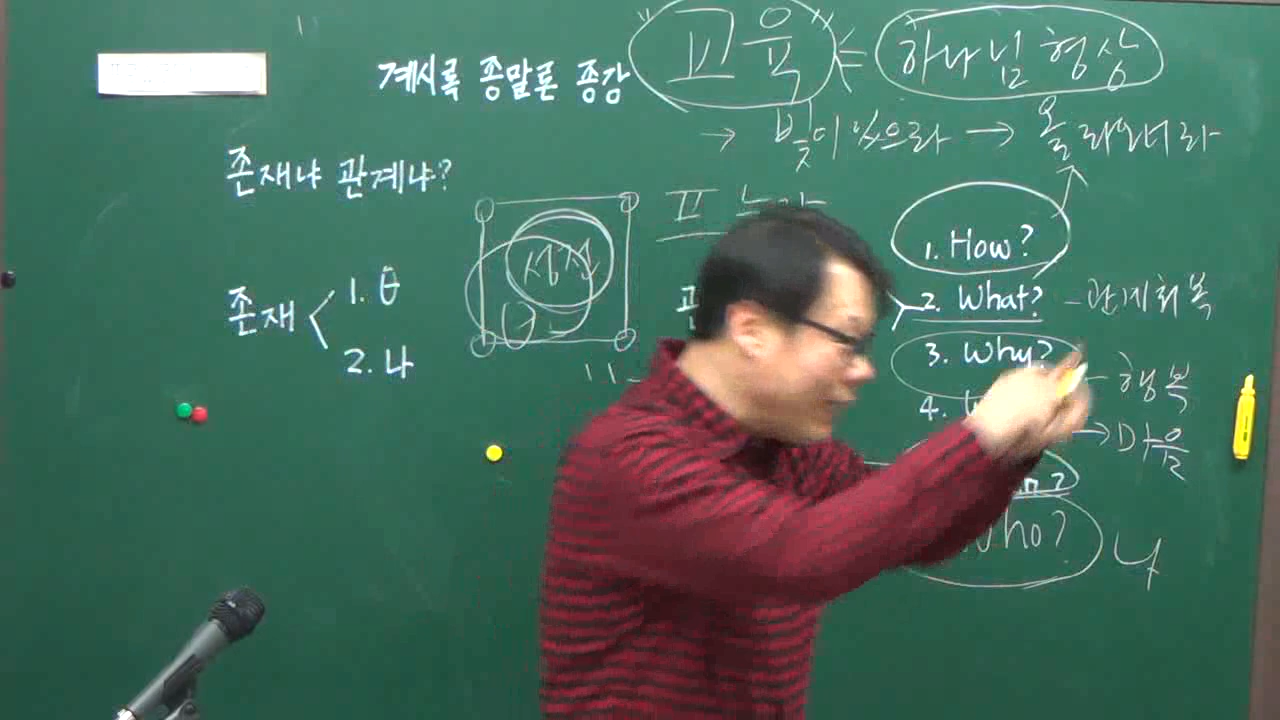 계시록 종말론 종강
"교육" ⇐ 하나님 형상
→ 빛이 있으라 → 올라오너라
존재냐 관계냐?
성산
존재 < 1. θ
2. 나
1. How?
2. What? - 관계회복
3. Why? - 행복
4.
→ 마음
Who? 나